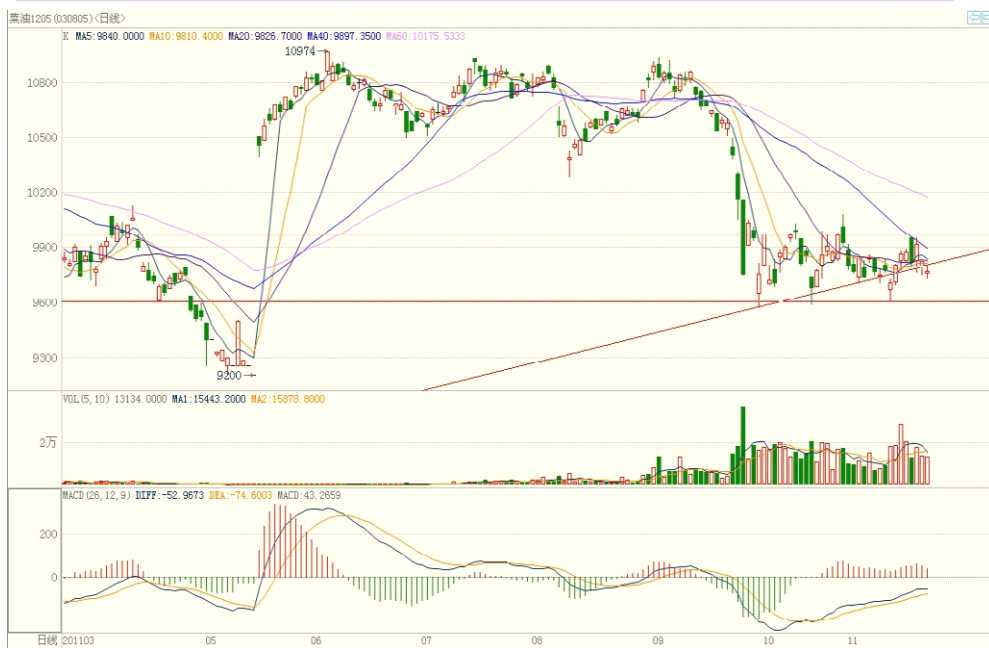 菜油1205(030805)<日线>
K MA5:9840.0000 MA10:9810.4000 MA20:9826.7000 MA40:9897.3500 MA60:10175.5333
10974
10800
10500
10200
9900
9600
9300
9200
VOL(5,10) 13134.0000 MA1:15443.2000 MA2:15878.8000
2万
MACD(26,12,9) DIFF:-52.9673 DEA:-74.6003 MACD:43.2659
200
0
日线 201103 05 06 07 08 09 10 11